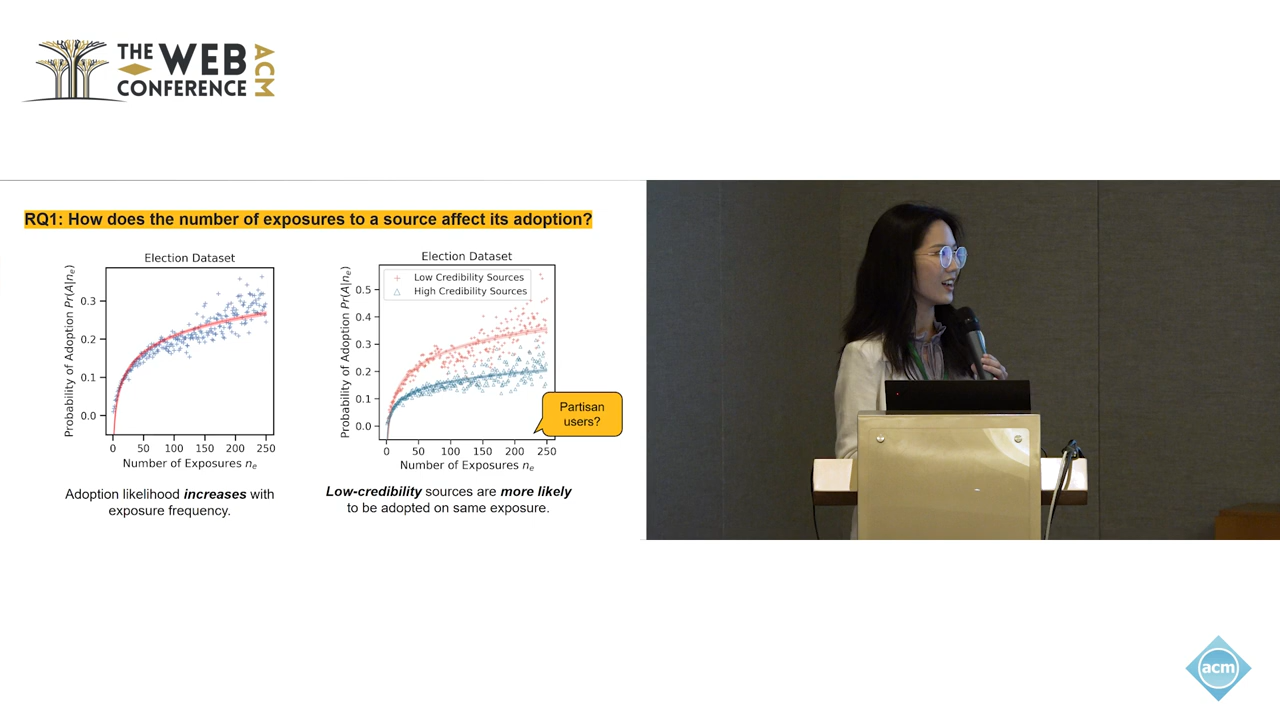 THE WEB
CONFERENCE
ACM
RQ1: How does the number of exposures to a source affect its adoption?
Election Dataset
Probability of Adoption Pr(A|nₑ)
0.3
0.2
0.1
0.0
0 50 100 150 200 250
Number of Exposures nₑ
Adoption likelihood increases with
exposure frequency.
Election Dataset
Low Credibility Sources
High Credibility Sources
Probability of Adoption Pr(A|nₑ)
0.5
0.4
0.3
0.2
0.1
0.0
0 50 100 150 200 250
Number of Exposures nₑ
Partisan
users?
Low-credibility sources are more likely
to be adopted on same exposure.
acm